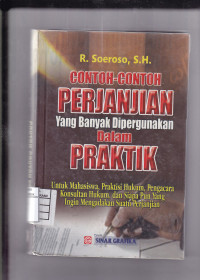 R. Soeroso, S.H.
CONTOH-CONTOH
PERJANJIAN
Yang Banyak Dipergunakan
Dalam
PRAKTIK
Untuk Mahasiswa, Praktisi Hukum, Pengacara
Konsultan Hukum, dan Siapa Pun Yang
Ingin Mengadakan Suatu Perjanjian
SINAR GRAFIKA